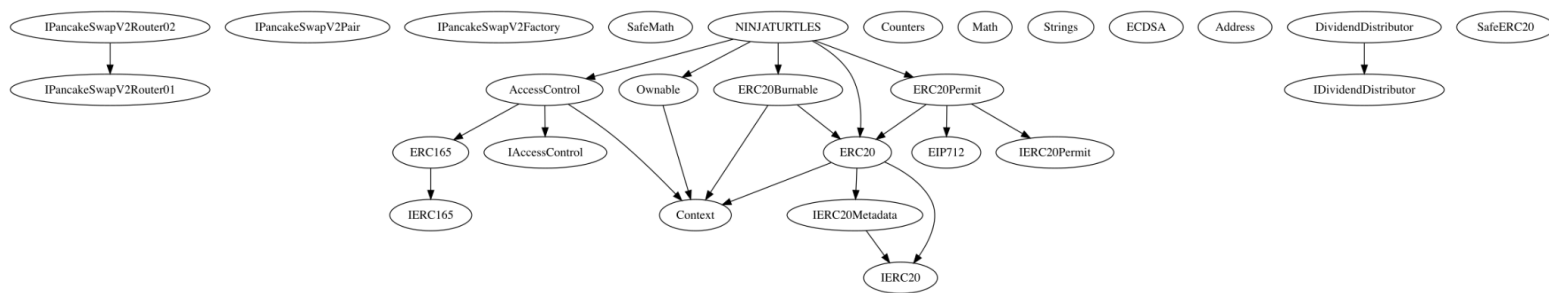 IPancakeSwapV2Router02
IPancakeSwapV2Pair
IPancakeSwapV2Factory
SafeMath
NINJATURTLES
Counters
Math
Strings
ECDSA
Address
DividendDistributor
SafeERC20
IPancakeSwapV2Router01
AccessControl
Ownable
ERC20Burnable
ERC20Permit
IDividendDistributor
ERC165
IAccessControl
ERC20
EIP712
IERC20Permit
IERC165
Context
IERC20Metadata
IERC20